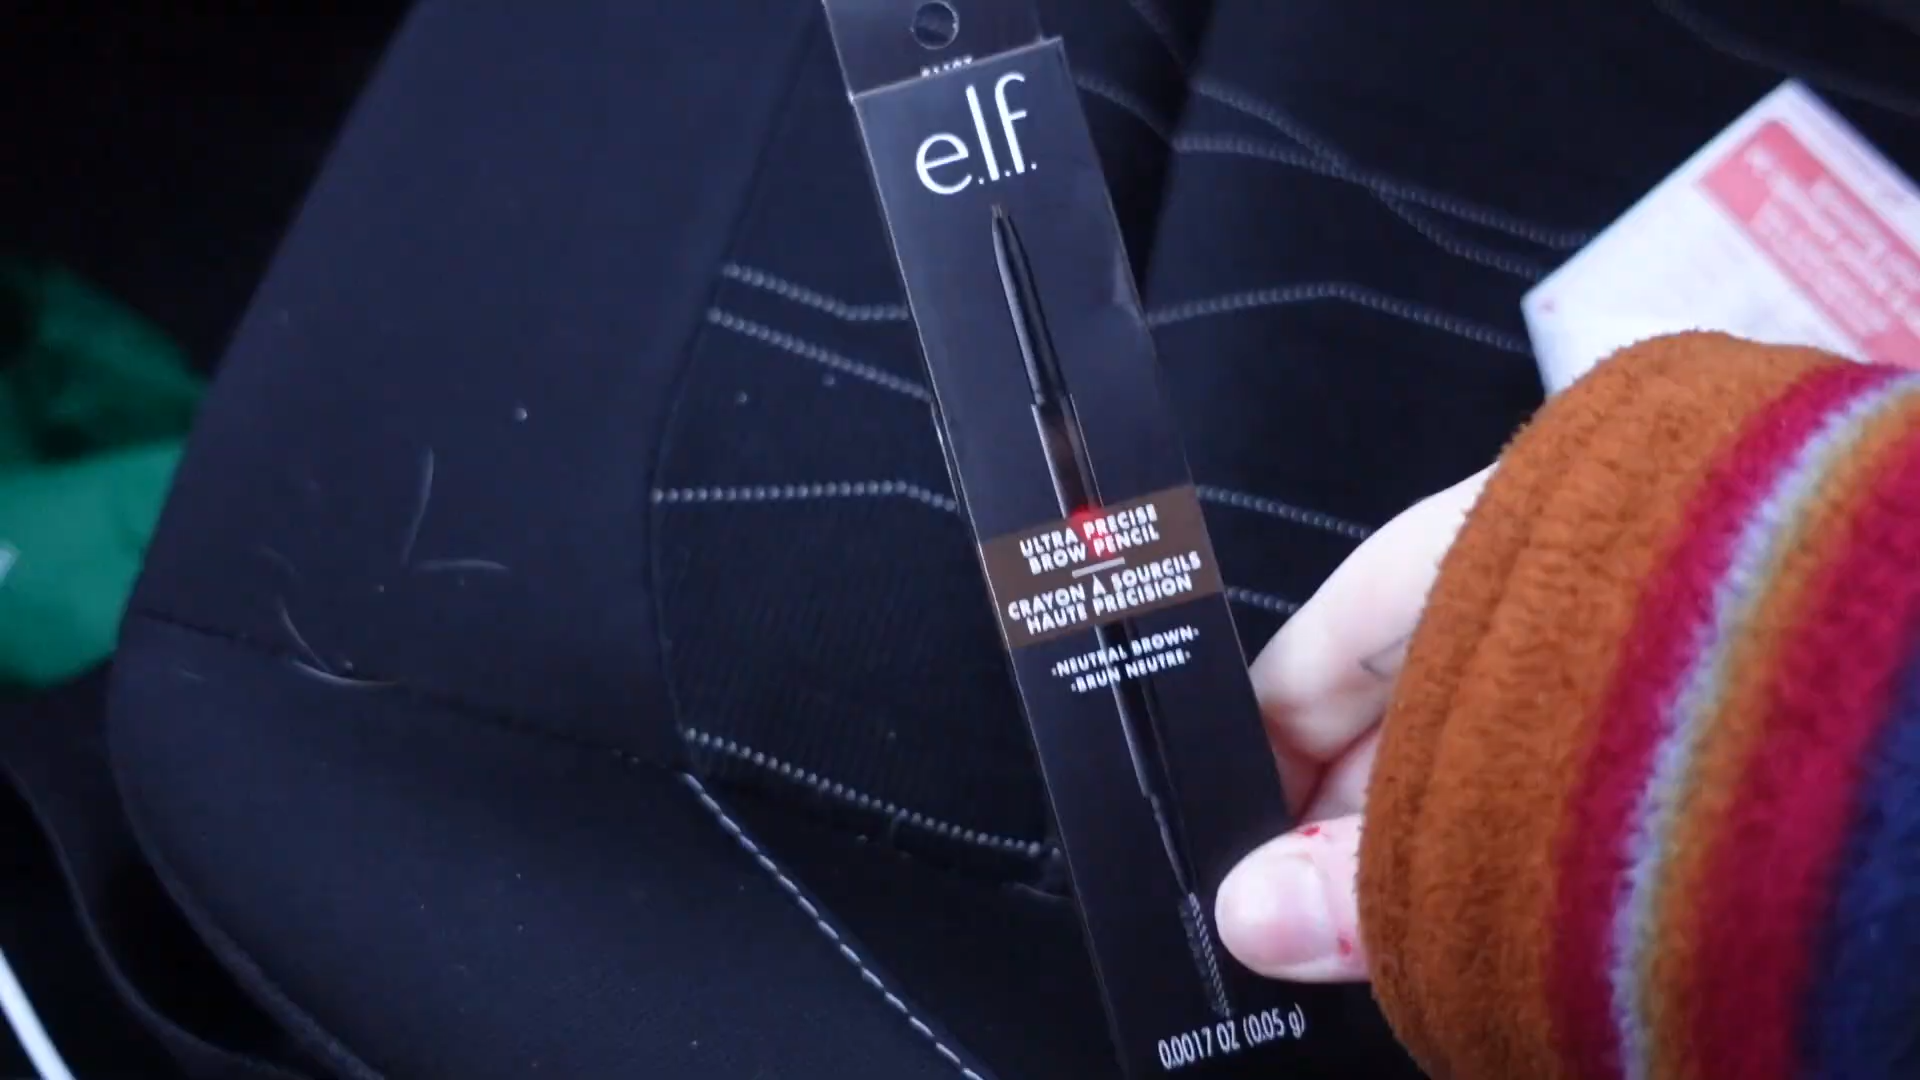 e.l.f.
ULTRA PRECISE
BROW PENCIL
CRAYON À SOURCILS
HAUTE PRÉCISION
•NEUTRAL BROWN•
•BRUN NEUTRE•
0.0017 OZ (0.05 g)